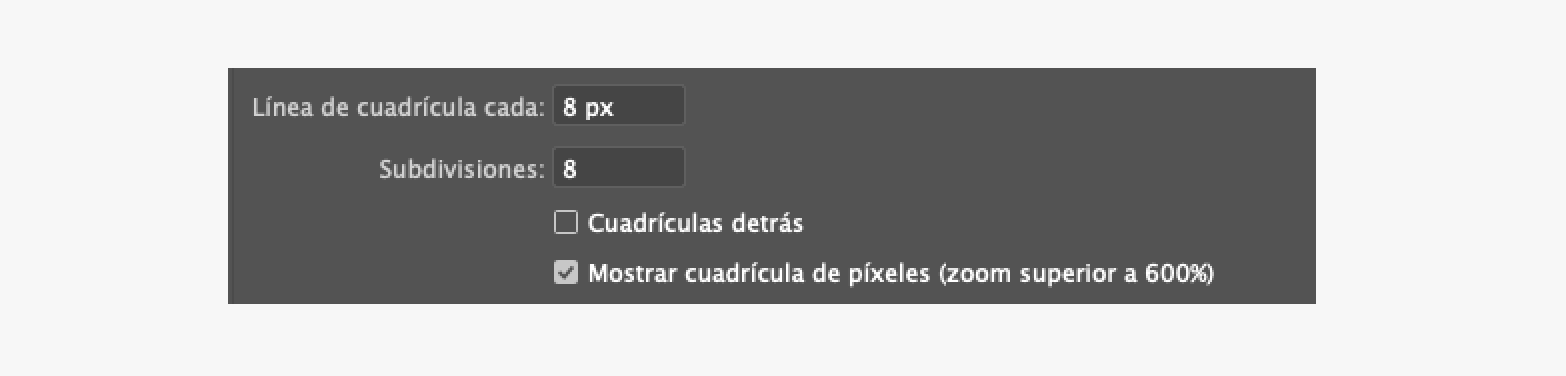 Línea de cuadrícula cada: 8 px
Subdivisiones: 8
Cuadrículas detrás
Mostrar cuadrícula de píxeles (zoom superior a 600%)